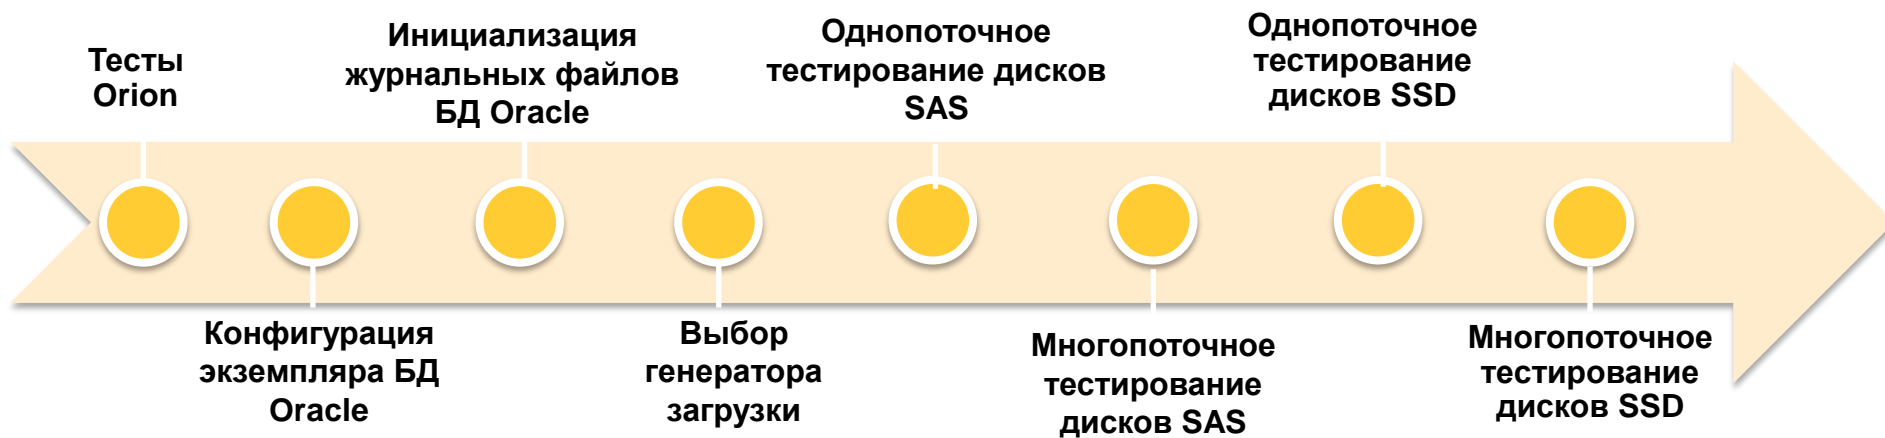 Тесты
Orion
Конфигурация
экземпляра БД
Oracle
Инициализация
журнальных файлов
БД Oracle
Выбор
генератора
загрузки
Однопоточное
тестирование дисков
SAS
Многопоточное
тестирование
дисков SAS
Однопоточное
тестирование
дисков SSD
Многопоточное
тестирование
дисков SSD